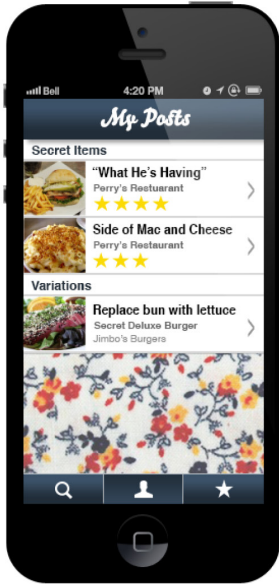 Bell 4:20 PM
My Posts
Secret Items
“What He’s Having”
Perry’s Restuarant
Side of Mac and Cheese
Perry’s Restaurant
Variations
Replace bun with lettuce
Secret Deluxe Burger
Jimbo’s Burgers